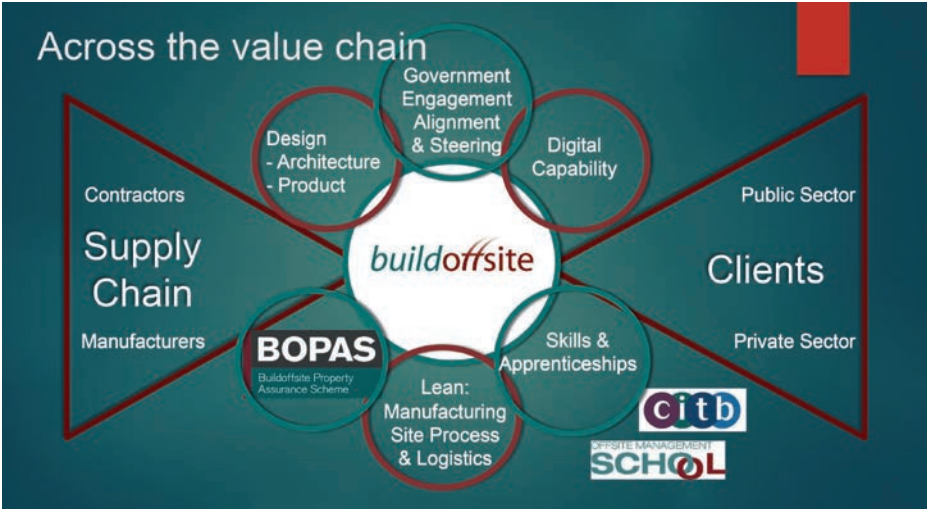 Across the value chain
Government
Engagement
Alignment
& Steering
Design
- Architecture
- Product
Digital
Capability
Contractors
Supply
Chain
Manufacturers
buildoffsite
Public Sector
Clients
Private Sector
BOPAS
Buildoffsite Property
Assurance Scheme
Lean:
Manufacturing
Site Process
& Logistics
Skills &
Apprenticeships
citb
OFFSITE MANAGEMENT
SCHOOL